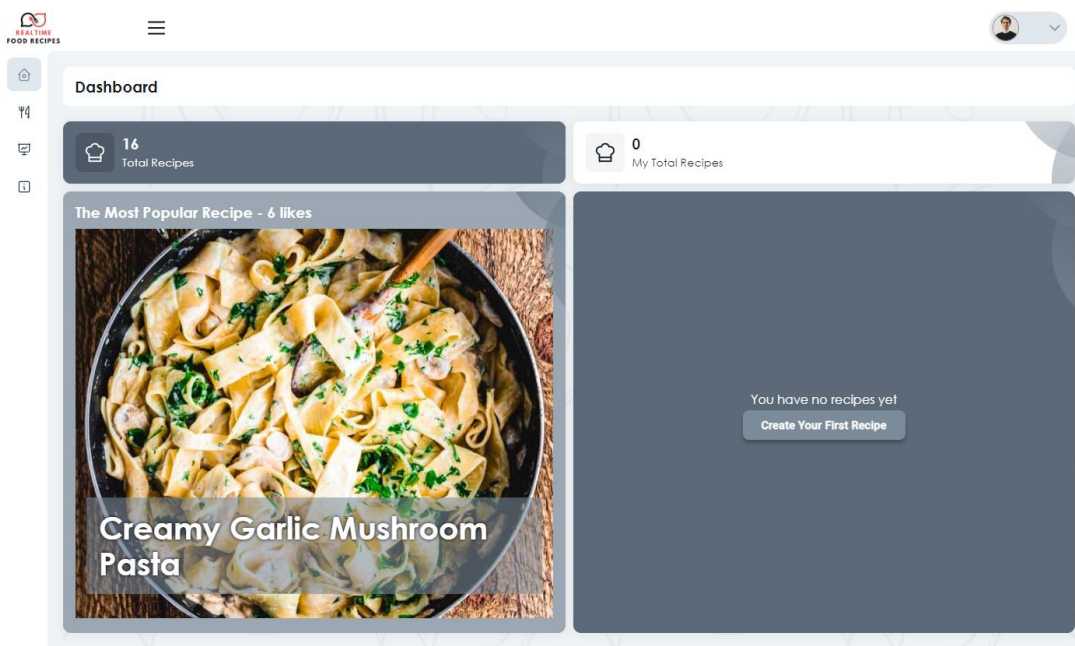 REALTIME
FOOD RECIPES
Dashboard
16
Total Recipes
0
My Total Recipes
The Most Popular Recipe - 6 likes
Creamy Garlic Mushroom
Pasta
You have no recipes yet
Create Your First Recipe